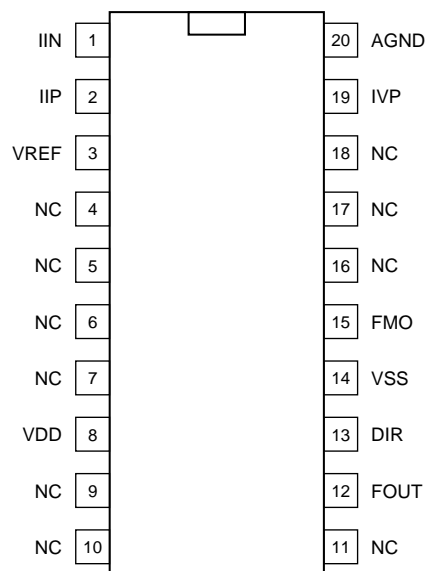 IIN 1 20 AGND
IIP 2 19 IVP
VREF 3 18 NC
NC 4 17 NC
NC 5 16 NC
NC 6 15 FMO
NC 7 14 VSS
VDD 8 13 DIR
NC 9 12 FOUT
NC 10 11 NC